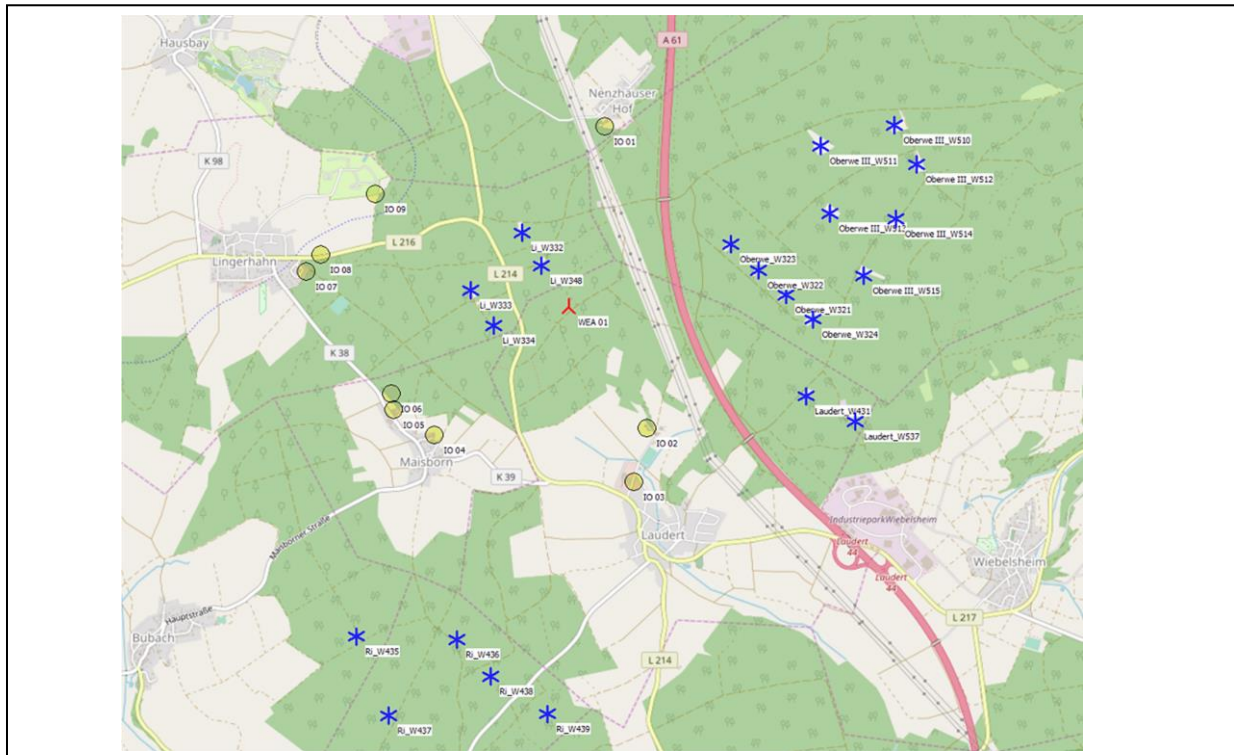 Hausbay
A 61
Nenzhäuser
Hof
IO 01
Oberwe III_W510
Oberwe III_W511
Oberwe III_W512
K 98
IO 09
Oberwe III_W513
Oberwe III_W514
L 216
Li_W332
Lingerhahn
IO 08
Oberwe_W323
IO 07
L 214
Li_W348
Oberwe_W322
Oberwe III_W515
Li_W333
Oberwe_W321
WEA 01
Li_W334
Oberwe_W324
K 38
IO 06
Laudert_W431
IO 05
Laudert_W537
IO 04
IO 02
Maisborn
K 39
IO 03
IndustrieparkWiebelsheim
Maisborner Straße
Laudert
Laudert
44
Wiebelsheim
Laudert
44
Hauptstraße
L 217
Bubach
Ri_W435
Ri_W436
L 214
Ri_W438
Ri_W437
Ri_W439